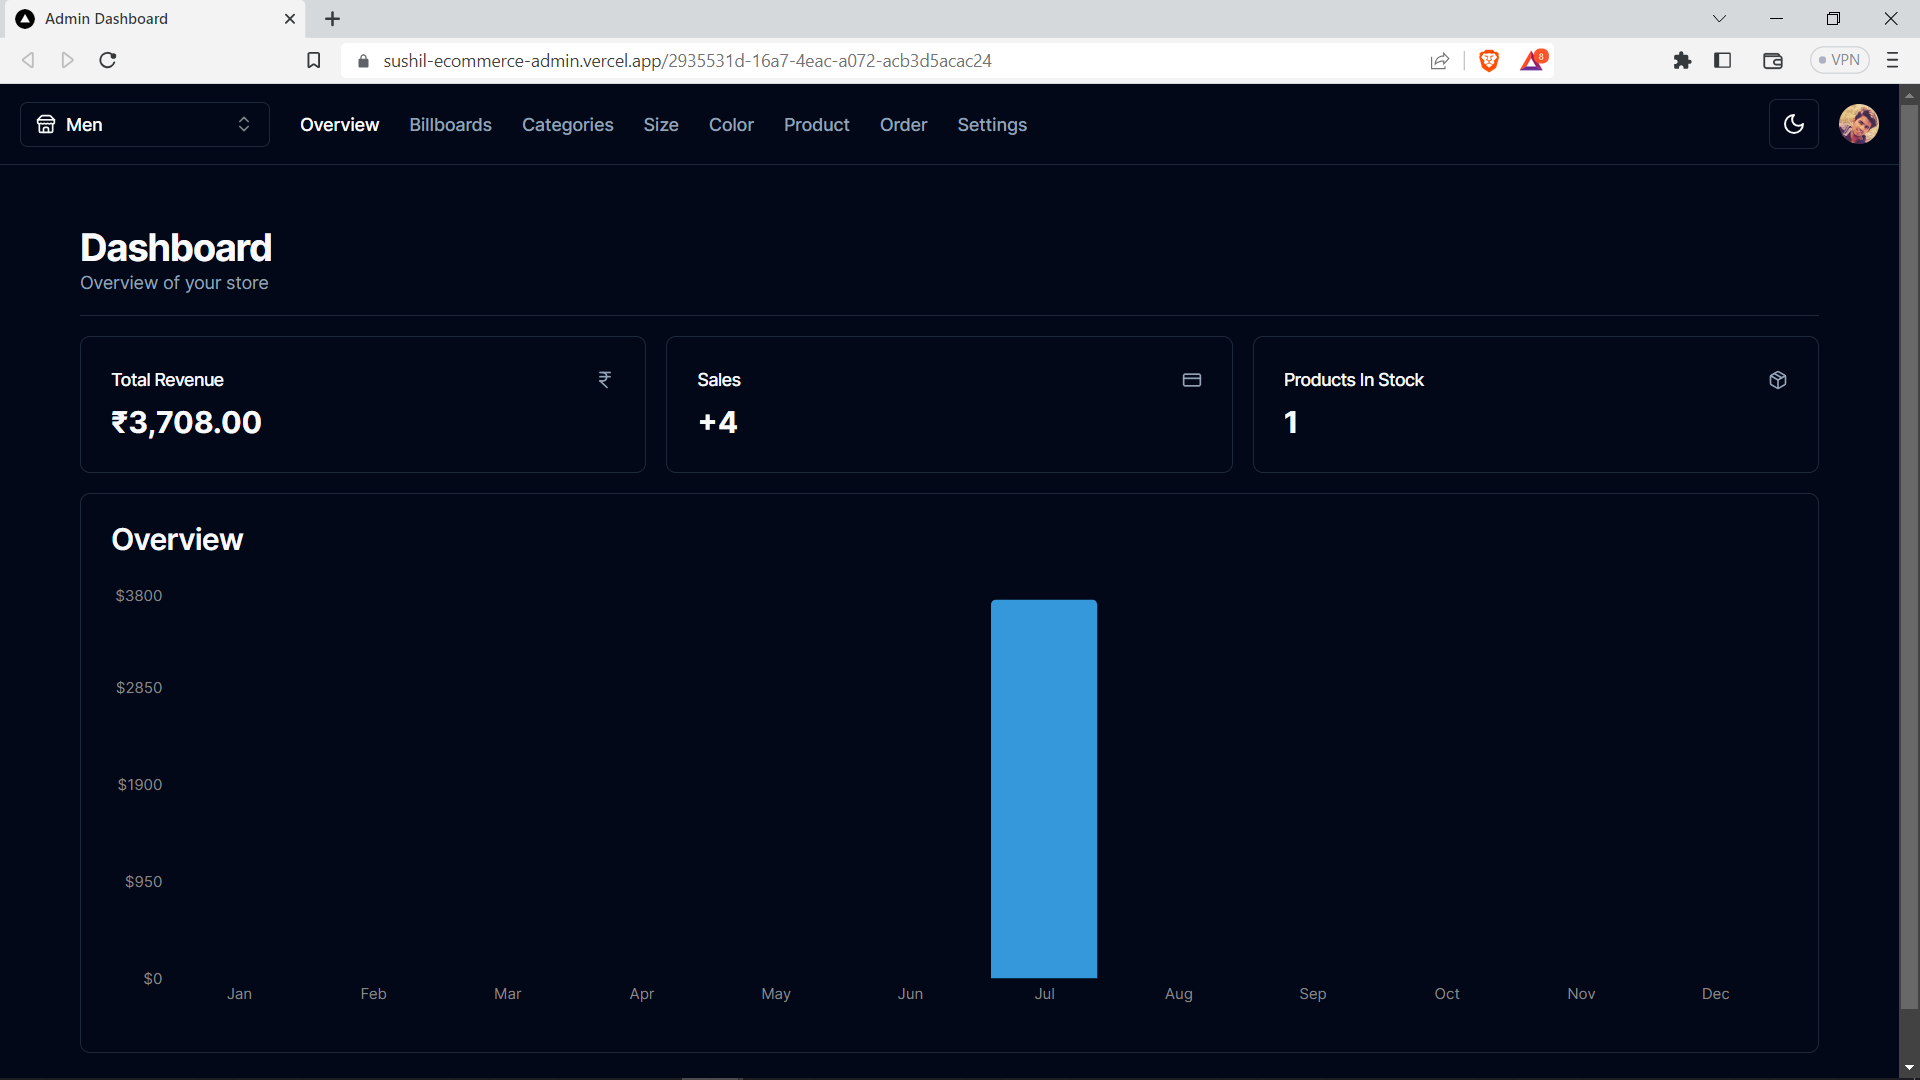 Admin Dashboard
sushil-ecommerce-admin.vercel.app/2935531d-16a7-4eac-a072-acb3d5acac24
8
VPN
Men
Overview Billboards Categories Size Color Product Order Settings
Dashboard
Overview of your store
Total Revenue
₹
₹3,708.00
Sales
+4
Products In Stock
1
Overview
$3800
$2850
$1900
$950
$0
Jan Feb Mar Apr May Jun Jul Aug Sep Oct Nov Dec